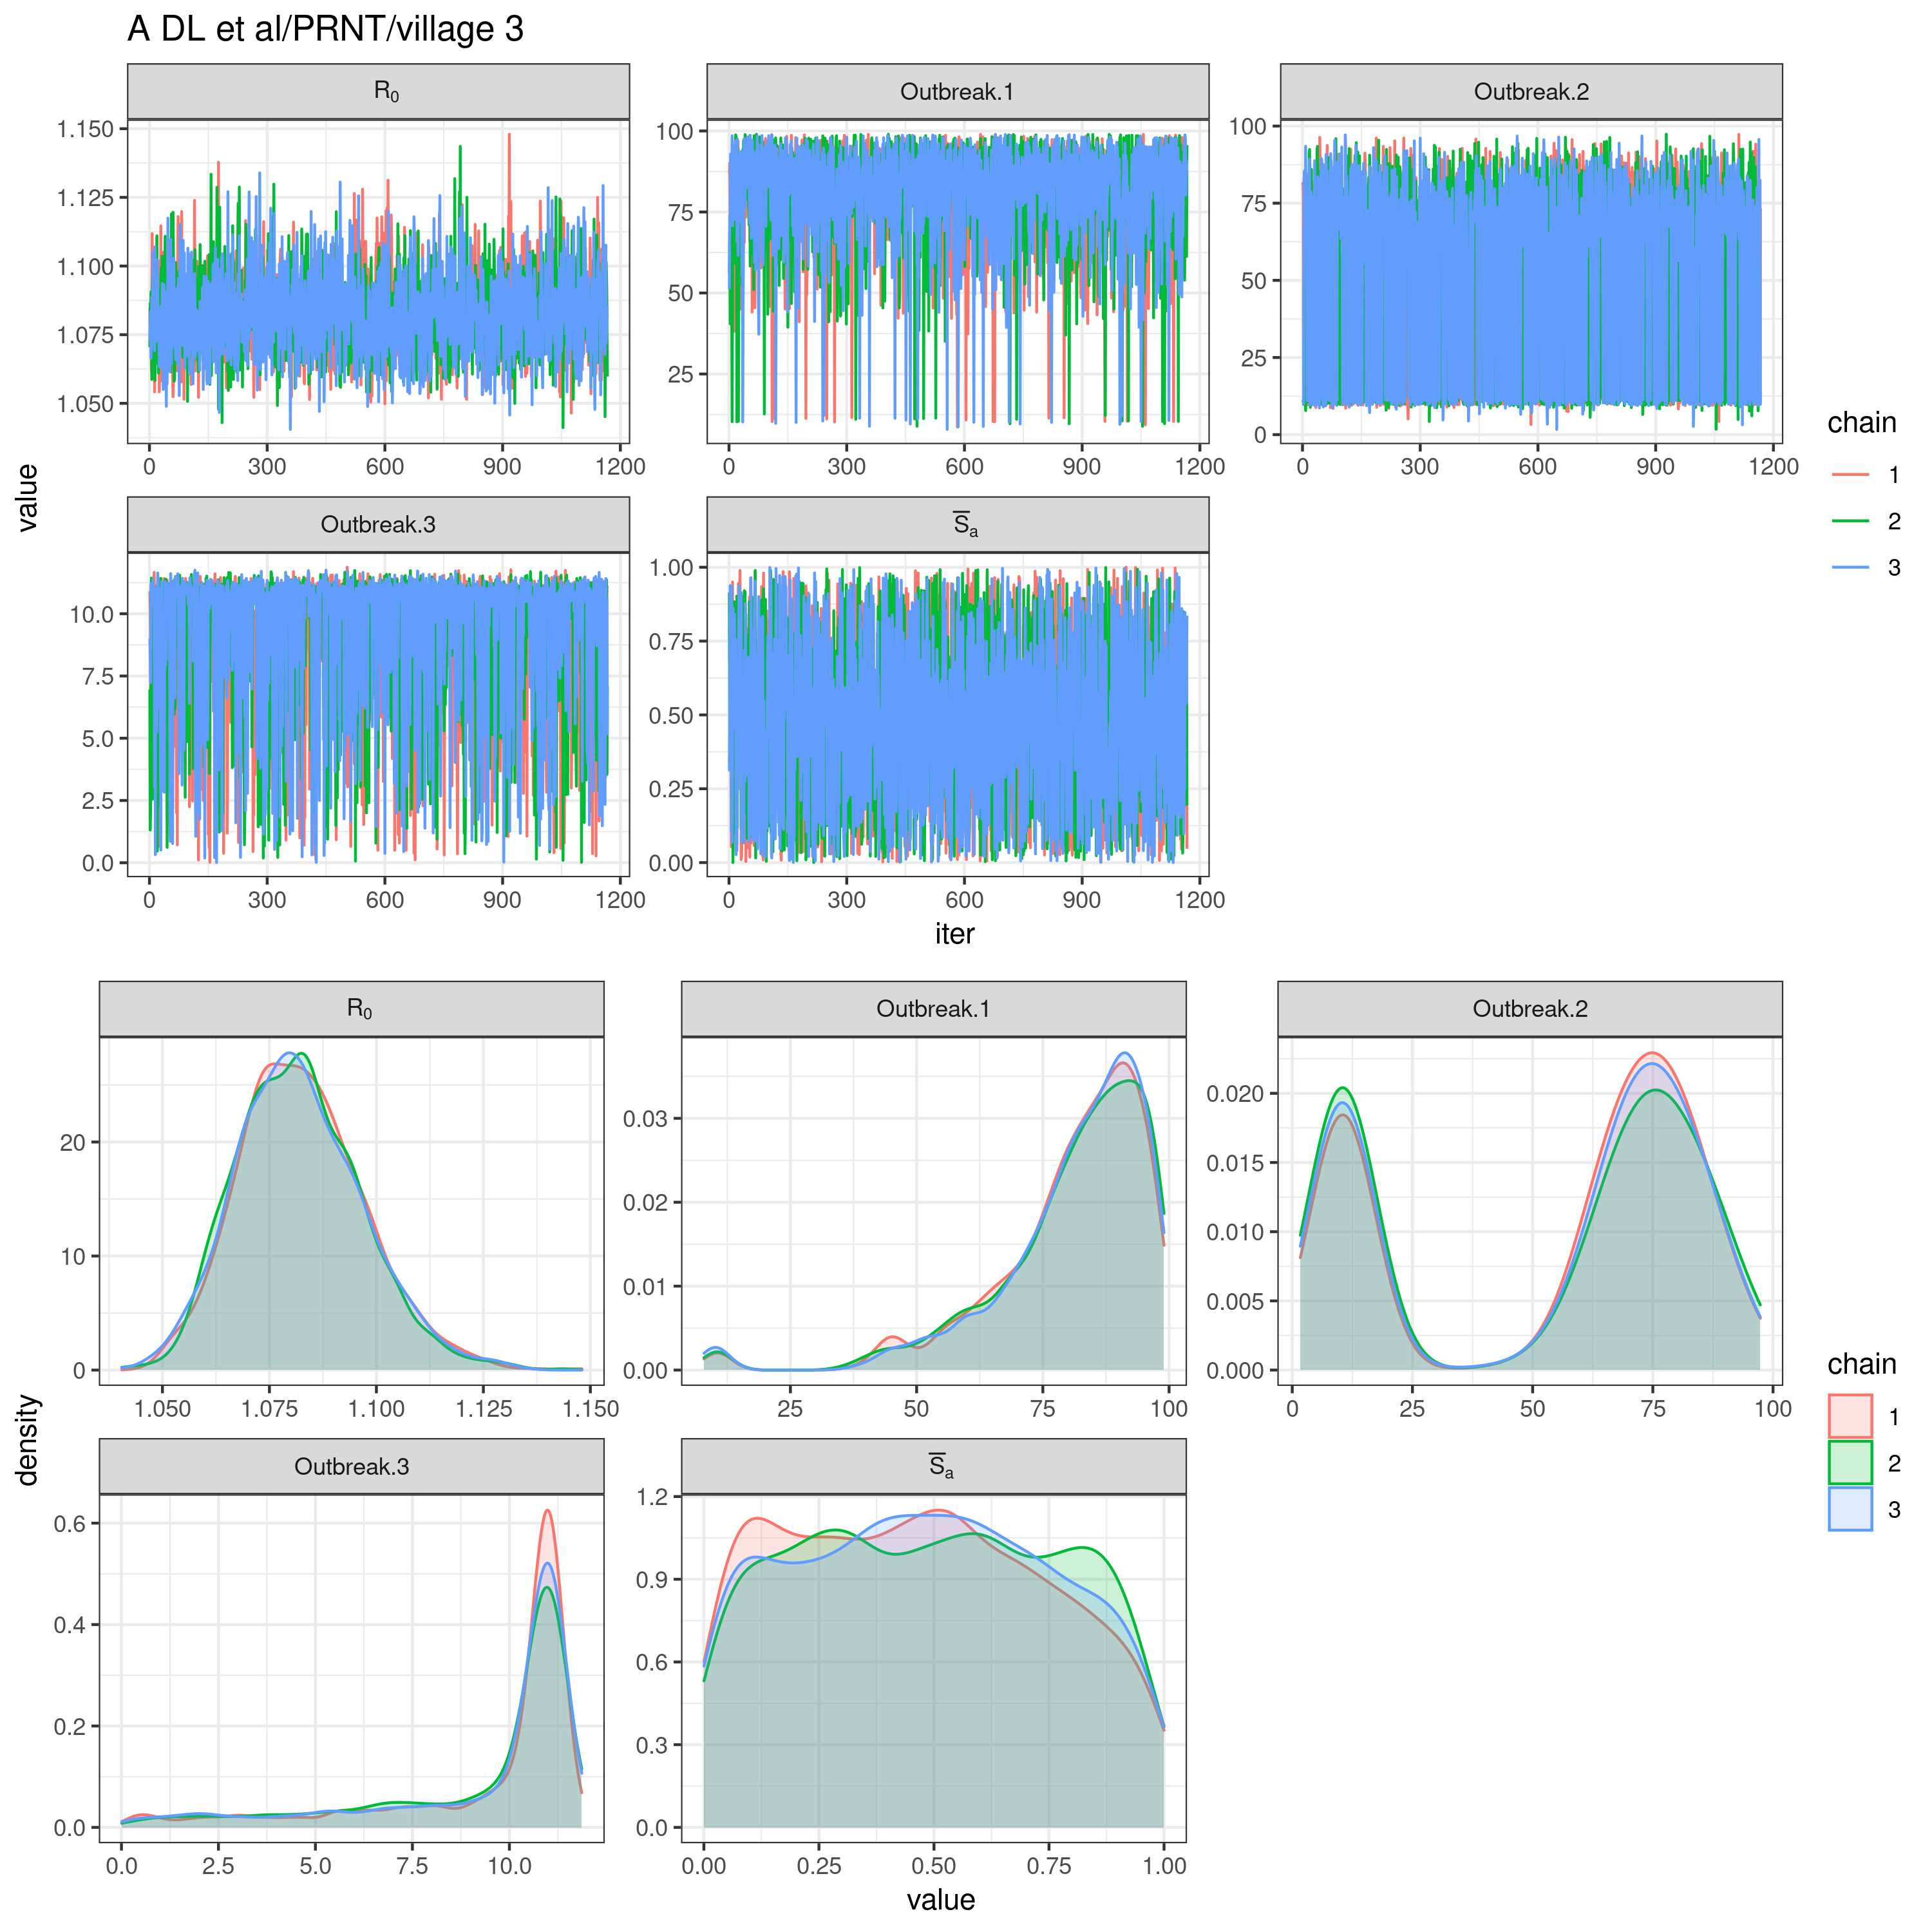 A DL et al/PRNT/village 3
R₀
Outbreak.1
Outbreak.2
1.150
1.125
1.100
1.075
1.050
0 300 600 900 1200
100
75
50
25
0 300 600 900 1200
100
75
50
25
0
0 300 600 900 1200
Outbreak.3
S̅ₐ
10.0
7.5
5.0
2.5
0.0
0 300 600 900 1200
1.00
0.75
0.50
0.25
0.00
0 300 600 900 1200
value
iter
chain
1
2
3
R₀
Outbreak.1
Outbreak.2
20
10
0
1.050 1.075 1.100 1.125 1.150
0.03
0.02
0.01
0.00
25 50 75 100
0.020
0.015
0.010
0.005
0.000
0 25 50 75 100
Outbreak.3
S̅ₐ
0.6
0.4
0.2
0.0
0.0 2.5 5.0 7.5 10.0
1.2
0.9
0.6
0.3
0.0
0.00 0.25 0.50 0.75 1.00
density
value
chain
1
2
3